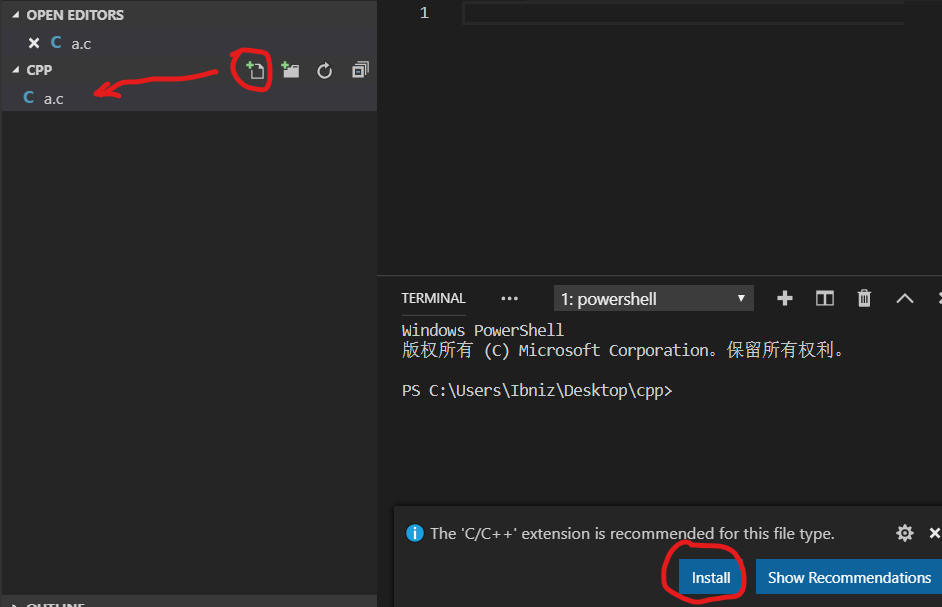 OPEN EDITORS
C a.c
CPP
C a.c
1
TERMINAL
1: powershell
Windows PowerShell
版权所有 (C) Microsoft Corporation。保留所有权利。
PS C:\Users\Ibniz\Desktop\cpp>
The 'C/C++' extension is recommended for this file type.
Install
Show Recommendations
OUTLINE